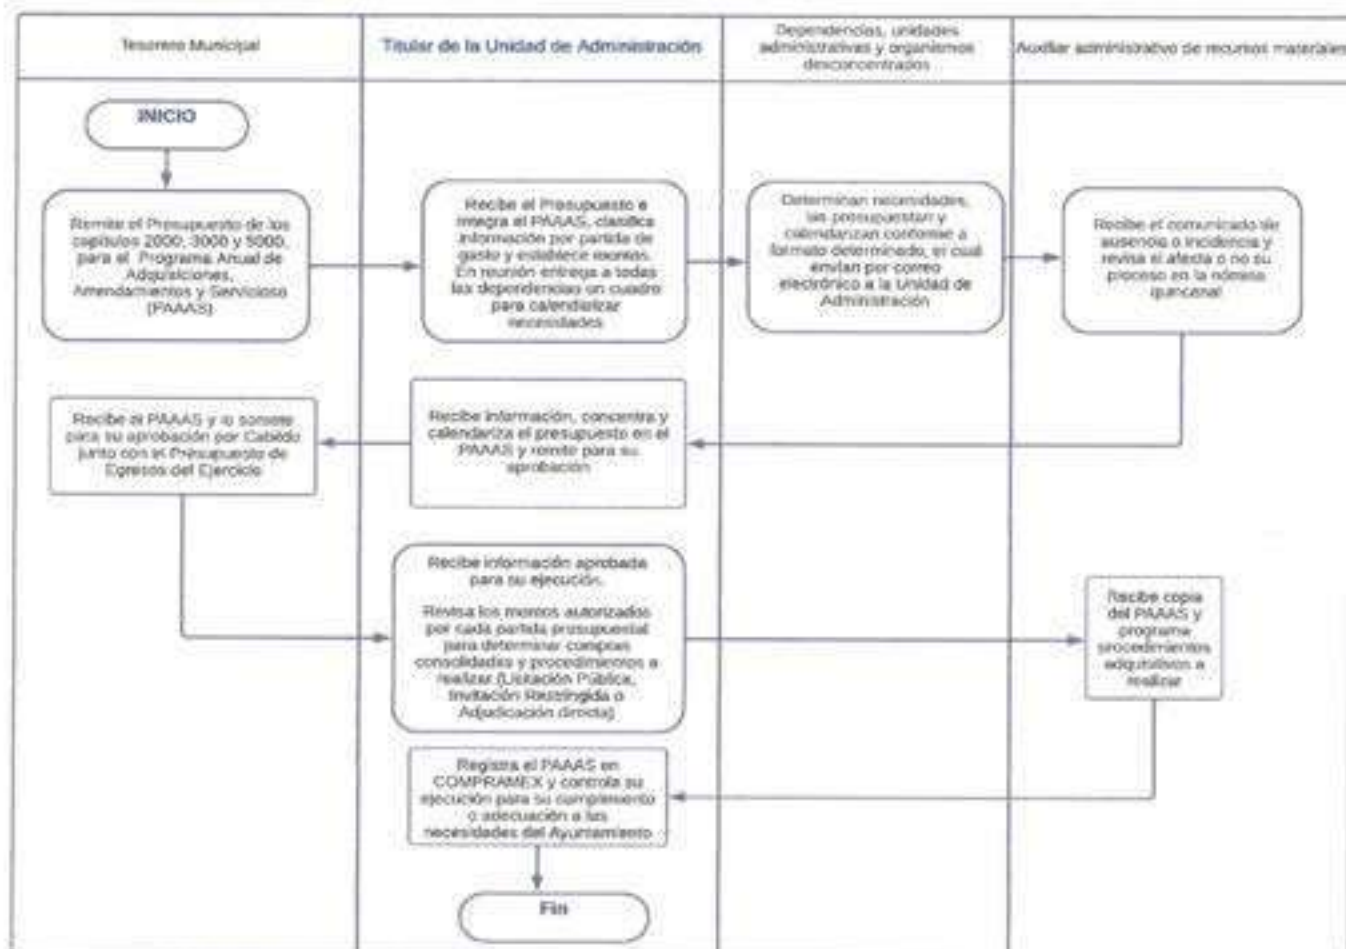 Tesorero Municipal
Titular de la Unidad de Administración
Dependencias, unidades
administrativas y organismos
desconcentrados
Auxiliar administrativo de recursos materiales
INICIO
Remite el Presupuesto de los
capítulos 2000, 3000 y 5000,
para el Programa Anual de
Adquisiciones,
Arrendamientos y Servicioso
(PAAAS)
Recibe el Presupuesto e
integra el PAAAS, clasifica
información por partida de
gasto y establece montos.
En reunión entrega a todas
las dependencias un cuadro
para calendarizar
necesidades
Determinan necesidades,
las presupuestan y
calendarizan conforme a
formato determinado, el cual
envían por correo
electrónico a la Unidad de
Administración
Recibe el comunicado de
ausencia o incidencia y
revisa si afecta o no su
proceso en la nómina
quincenal
Recibe el PAAAS y lo somete
para su aprobación por Cabildo
junto con el Presupuesto de
Egresos del Ejercicio
Recibe información, concentra y
calendariza el presupuesto en el
PAAAS y remite para su
aprobación
Recibe información aprobada
para su ejecución.
Revisa los montos autorizados
por cada partida presupuestal
para determinar compras
consolidadas y procedimientos a
realizar (Licitación Pública,
Invitación Restringida o
Adjudicación directa)
Recibe copia
del PAAAS y
programa
procedimientos
adquisitivos a
realizar
Registra el PAAAS en
COMPRAMEX y controla su
ejecución para su cumplimiento
o adecuación a las
necesidades del Ayuntamiento
Fin